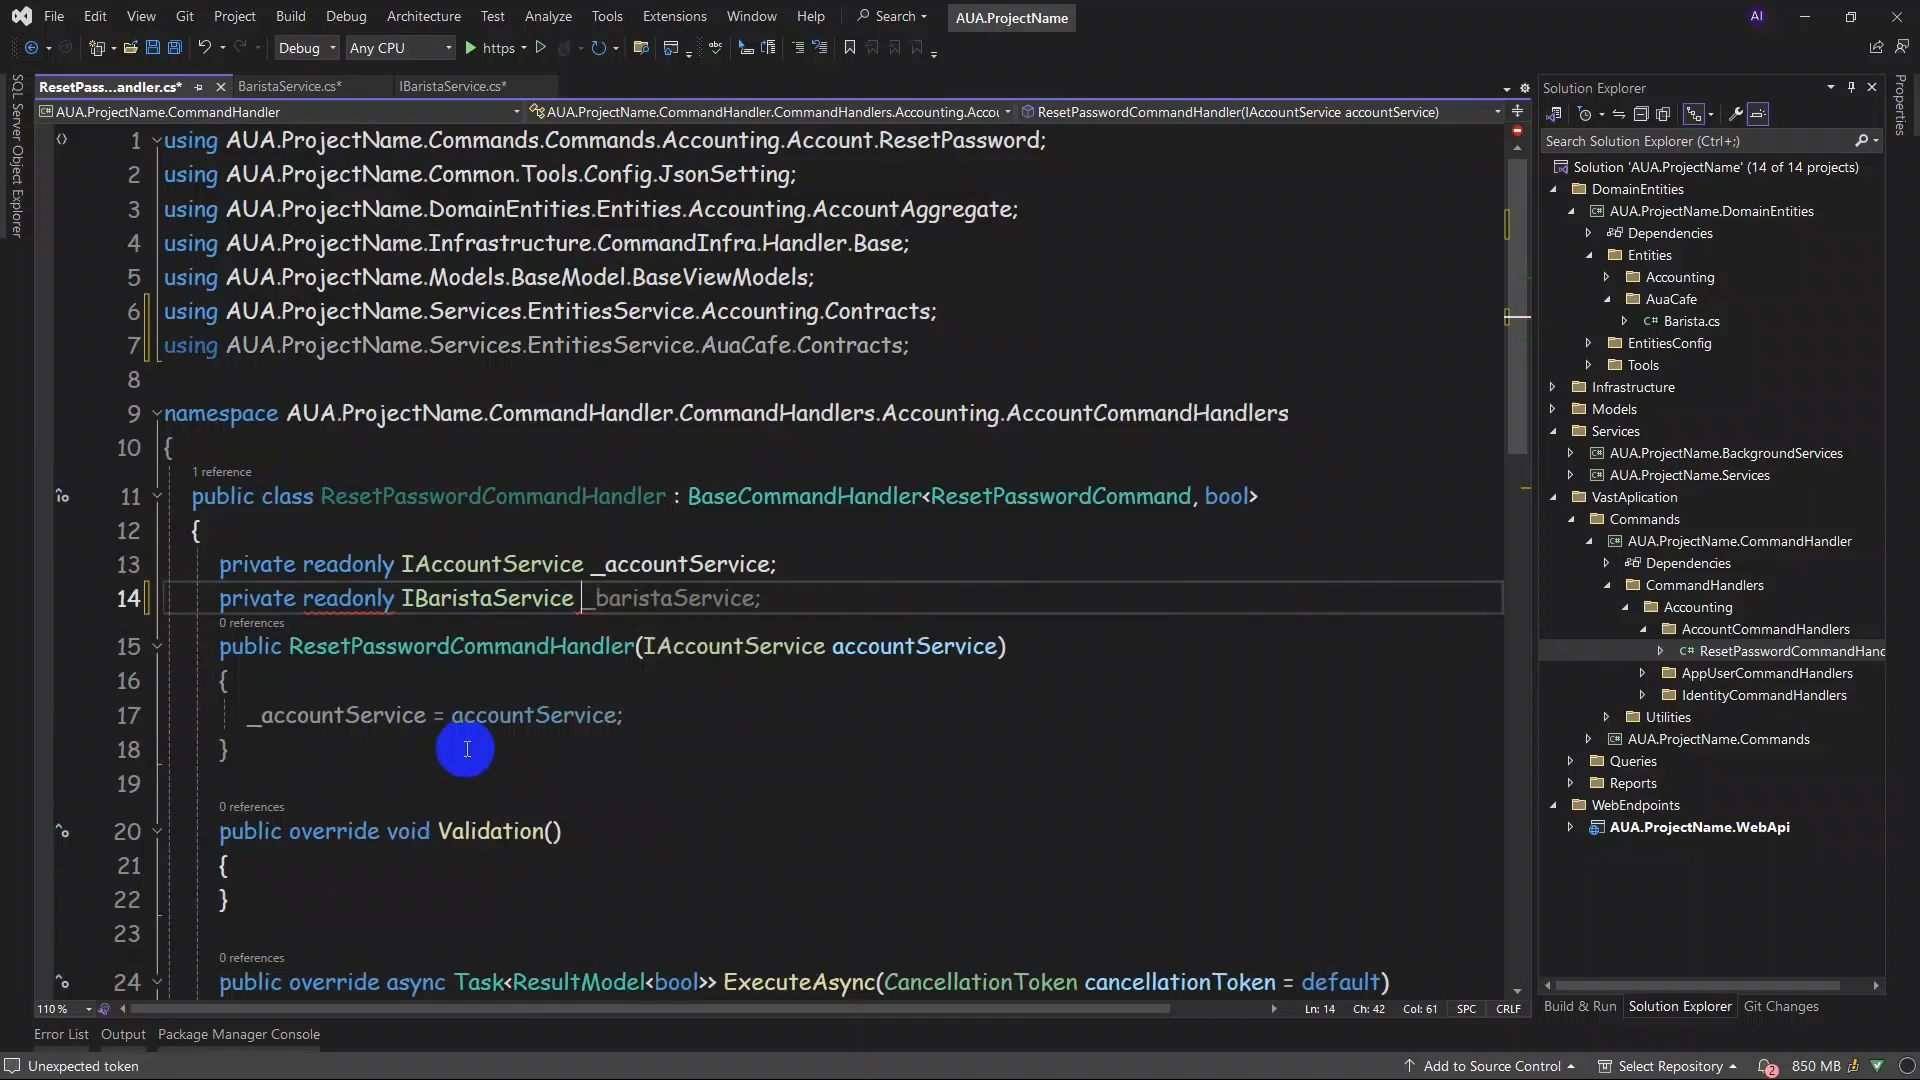 File Edit View Git Project Build Debug Architecture Test Analyze Tools Extensions Window Help Search AUA.ProjectName AI
Debug Any CPU https
SQL Server Object Explorer
ResetPass...andler.cs* BaristaService.cs* IBaristaService.cs*
AUA.ProjectName.CommandHandler AUA.ProjectName.CommandHandler.CommandHandlers.Accounting.Accou ResetPasswordCommandHandler(IAccountService accountService)
1 using AUA.ProjectName.Commands.Commands.Accounting.Account.ResetPassword;
2 using AUA.ProjectName.Common.Tools.Config.JsonSetting;
3 using AUA.ProjectName.DomainEntities.Entities.Accounting.AccountAggregate;
4 using AUA.ProjectName.Infrastructure.CommandInfra.Handler.Base;
5 using AUA.ProjectName.Models.BaseModel.BaseViewModels;
6 using AUA.ProjectName.Services.EntitiesService.Accounting.Contracts;
7 using AUA.ProjectName.Services.EntitiesService.AuaCafe.Contracts;
8
9 namespace AUA.ProjectName.CommandHandler.CommandHandlers.Accounting.AccountCommandHandlers
10 {
1 reference
11 public class ResetPasswordCommandHandler : BaseCommandHandler<ResetPasswordCommand, bool>
12 {
13 private readonly IAccountService _accountService;
14 private readonly IBaristaService _baristaService;
0 references
15 public ResetPasswordCommandHandler(IAccountService accountService)
16 {
17 _accountService = accountService;
18 }
19
0 references
20 public override void Validation()
21 {
22 }
23
0 references
24 public override async Task<ResultModel<bool>> ExecuteAsync(CancellationToken cancellationToken = default)
110 % Ln: 14 Ch: 42 Col: 61 SPC CRLF
Error List Output Package Manager Console
Unexpected token
Solution Explorer
Search Solution Explorer (Ctrl+;)
Solution 'AUA.ProjectName' (14 of 14 projects)
DomainEntities
AUA.ProjectName.DomainEntities
Dependencies
Entities
Accounting
AuaCafe
C# Barista.cs
EntitiesConfig
Tools
Infrastructure
Models
Services
AUA.ProjectName.BackgroundServices
AUA.ProjectName.Services
VastAplication
Commands
AUA.ProjectName.CommandHandler
Dependencies
CommandHandlers
Accounting
AccountCommandHandlers
C# ResetPasswordCommandHanc
AppUserCommandHandlers
IdentityCommandHandlers
Utilities
AUA.ProjectName.Commands
Queries
Reports
WebEndpoints
AUA.ProjectName.WebApi
Build & Run Solution Explorer Git Changes
Properties
Add to Source Control Select Repository 2 850 MB